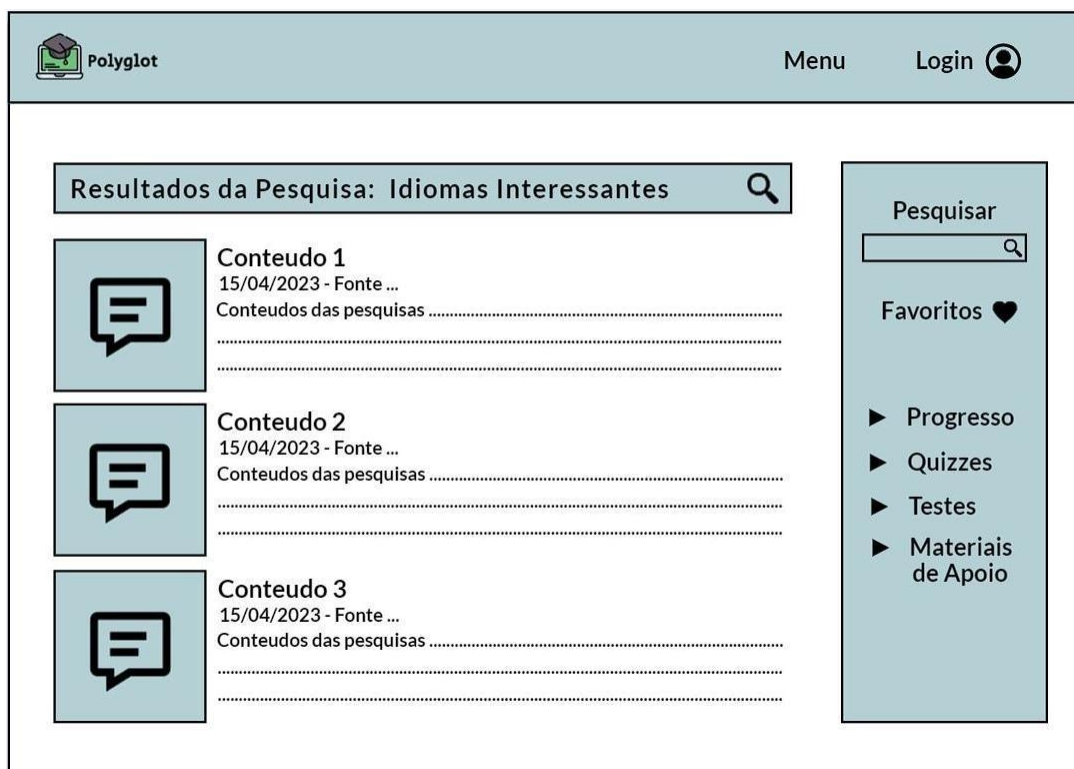 Polyglot
Menu
Login
Resultados da Pesquisa: Idiomas Interessantes
Conteudo 1
15/04/2023 - Fonte ...
Conteudos das pesquisas ..........................................................................................
................................................................................................................................................
................................................................................................................................................
Conteudo 2
15/04/2023 - Fonte ...
Conteudos das pesquisas ..........................................................................................
................................................................................................................................................
................................................................................................................................................
Conteudo 3
15/04/2023 - Fonte ...
Conteudos das pesquisas ..........................................................................................
................................................................................................................................................
................................................................................................................................................
Pesquisar
Favoritos
Progresso
Quizzes
Testes
Materiais
de Apoio